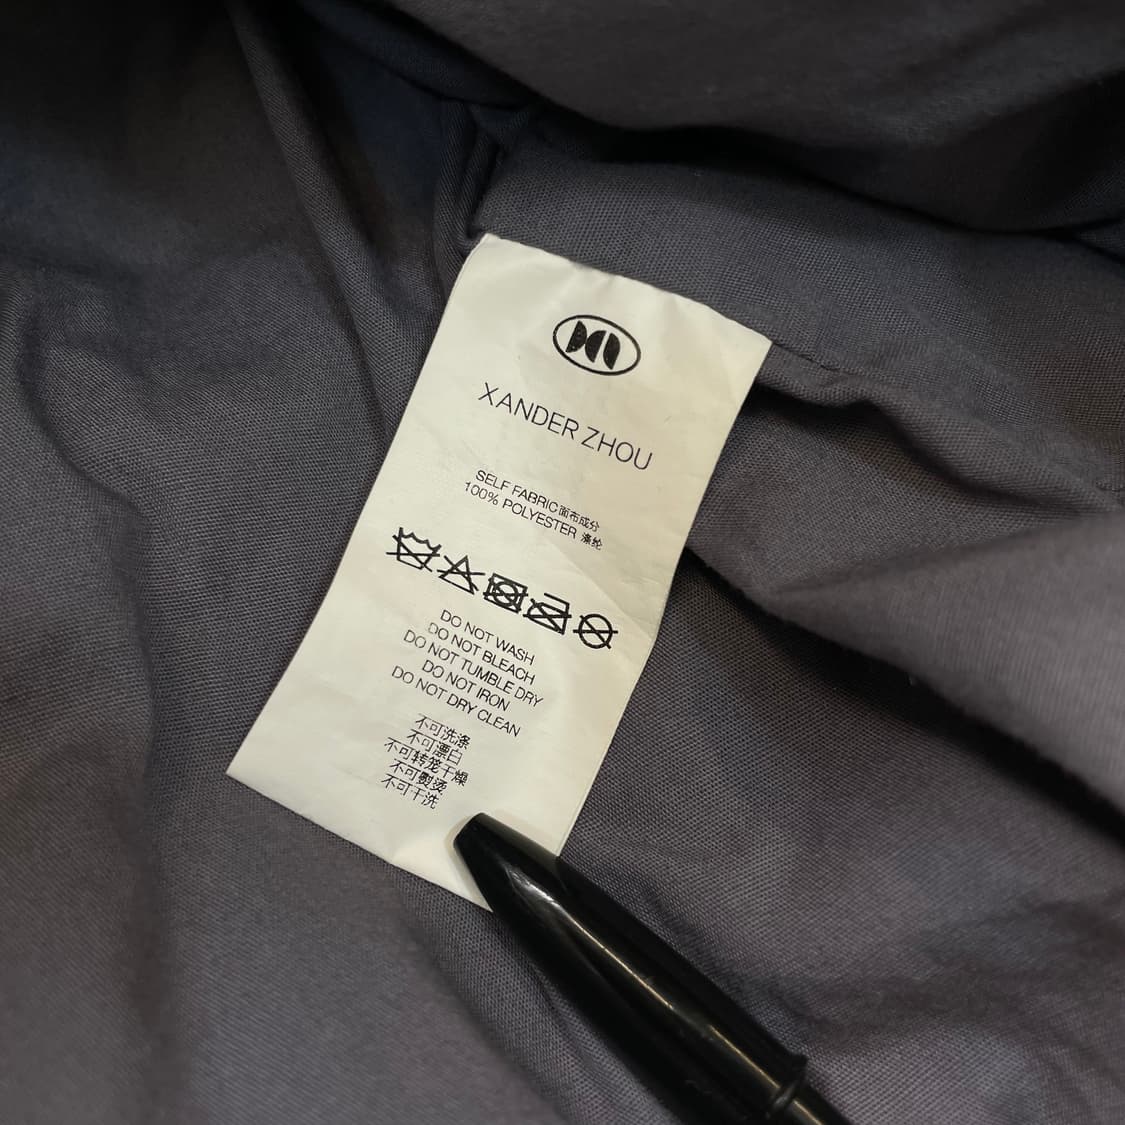 XANDER ZHOU
SELF FABRIC面布成分
100% POLYESTER 涤纶
DO NOT WASH
DO NOT BLEACH
DO NOT TUMBLE DRY
DO NOT IRON
DO NOT DRY CLEAN
不可洗涤
不可漂白
不可转笼干燥
不可熨烫
不可干洗